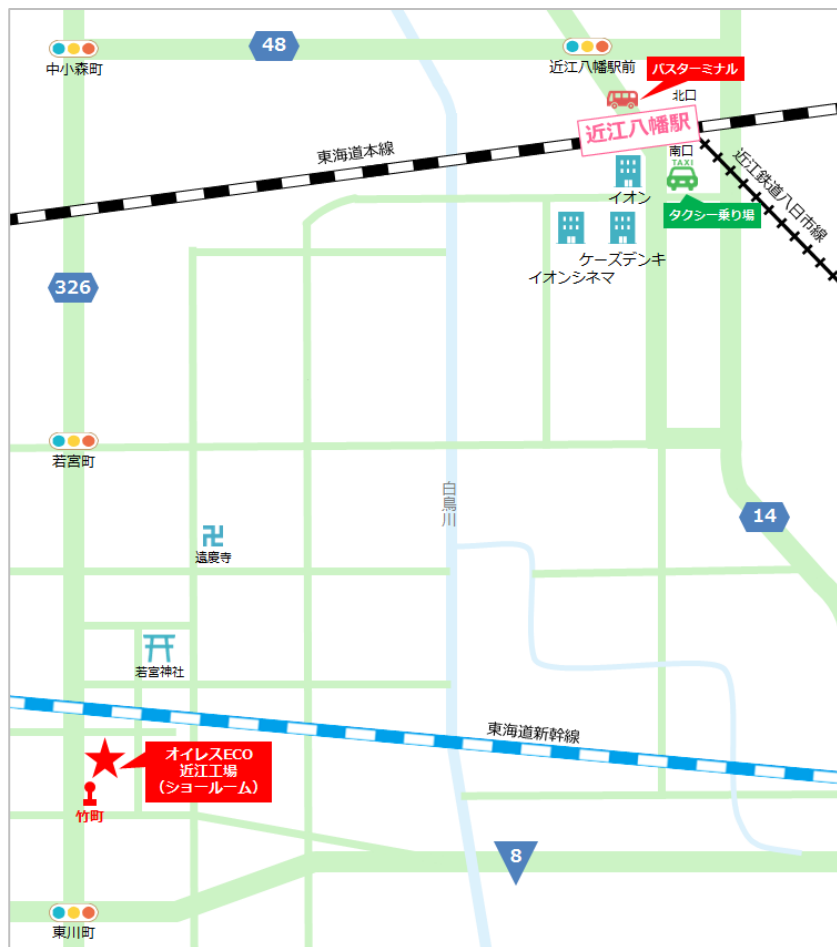 48
中小森町
近江八幡駅前
バスターミナル
北口
近江八幡駅
東海道本線
南口
TAXI
イオン
近江鉄道八日市線
タクシー乗り場
ケーズデンキ
イオンシネマ
326
若宮町
白鳥川
14
遠慶寺
若宮神社
東海道新幹線
オイレスECO
近江工場
(ショールーム)
竹町
8
東川町